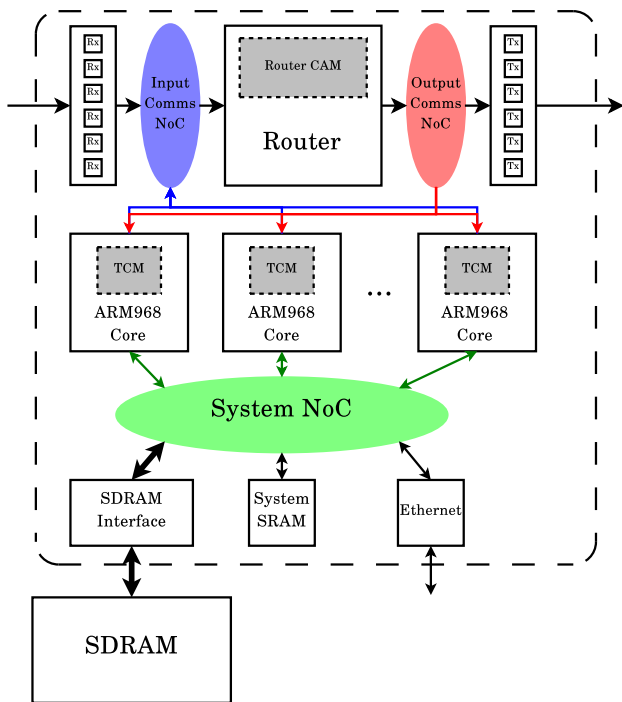 Rx
Rx
Rx
Rx
Rx
Rx
Input
Comms
NoC
Router CAM
Router
Output
Comms
NoC
Tx
Tx
Tx
Tx
Tx
Tx
TCM
ARM968
Core
TCM
ARM968
Core
...
TCM
ARM968
Core
System NoC
SDRAM
Interface
System
SRAM
Ethernet
SDRAM